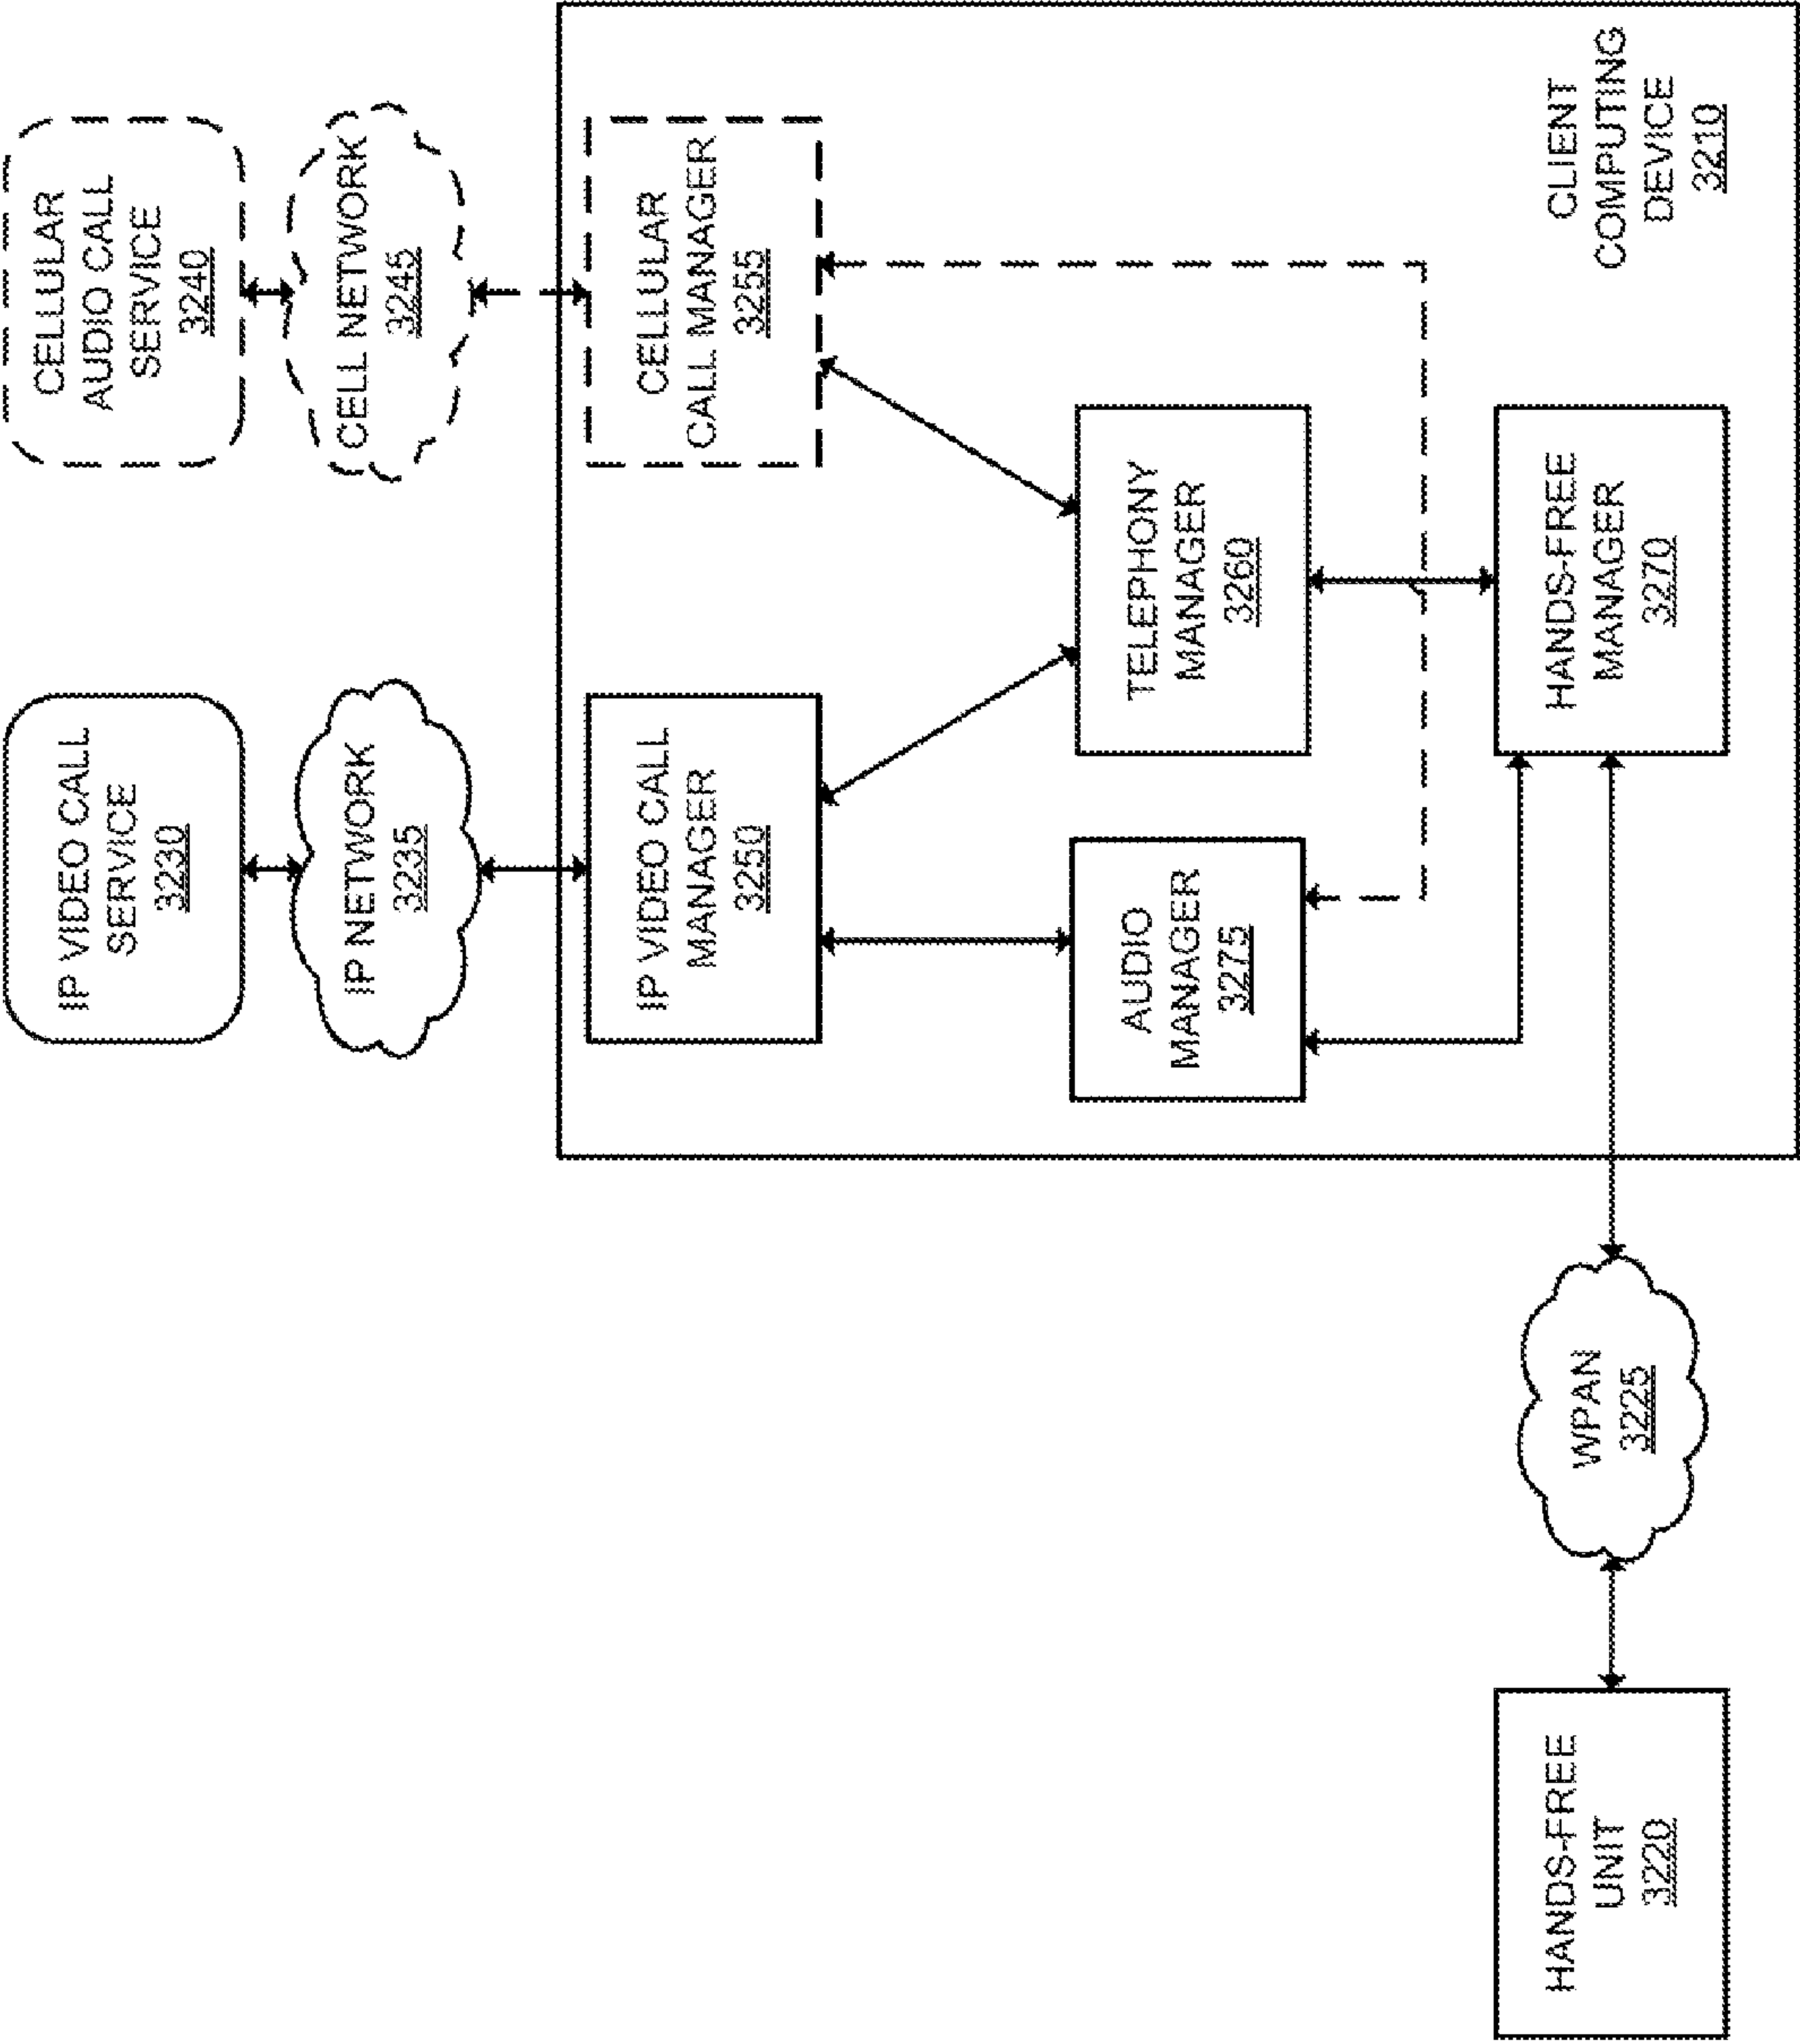 IP VIDEO CALL
SERVICE
3230
CELLULAR
AUDIO CALL
SERVICE
3240
IP NETWORK
3235
CELL NETWORK
3245
IP VIDEO CALL
MANAGER
3250
CELLULAR
CALL MANAGER
3255
AUDIO
MANAGER
3275
TELEPHONY
MANAGER
3260
HANDS-FREE
UNIT
3220
WPAN
3225
HANDS-FREE
MANAGER
3270
CLIENT
COMPUTING
DEVICE
3210